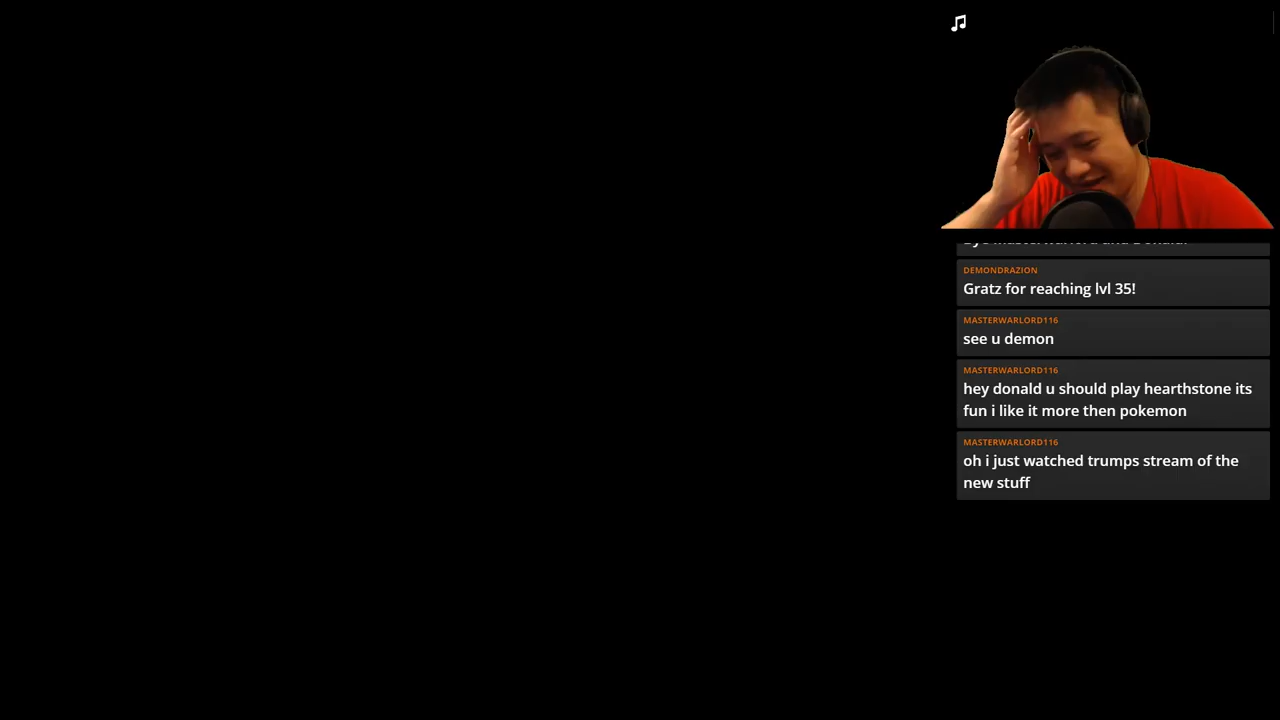 DEMONDRAZION
Gratz for reaching lvl 35!
MASTERWARLORD116
see u demon
MASTERWARLORD116
hey donald u should play hearthstone its
fun i like it more then pokemon
MASTERWARLORD116
oh i just watched trumps stream of the
new stuff